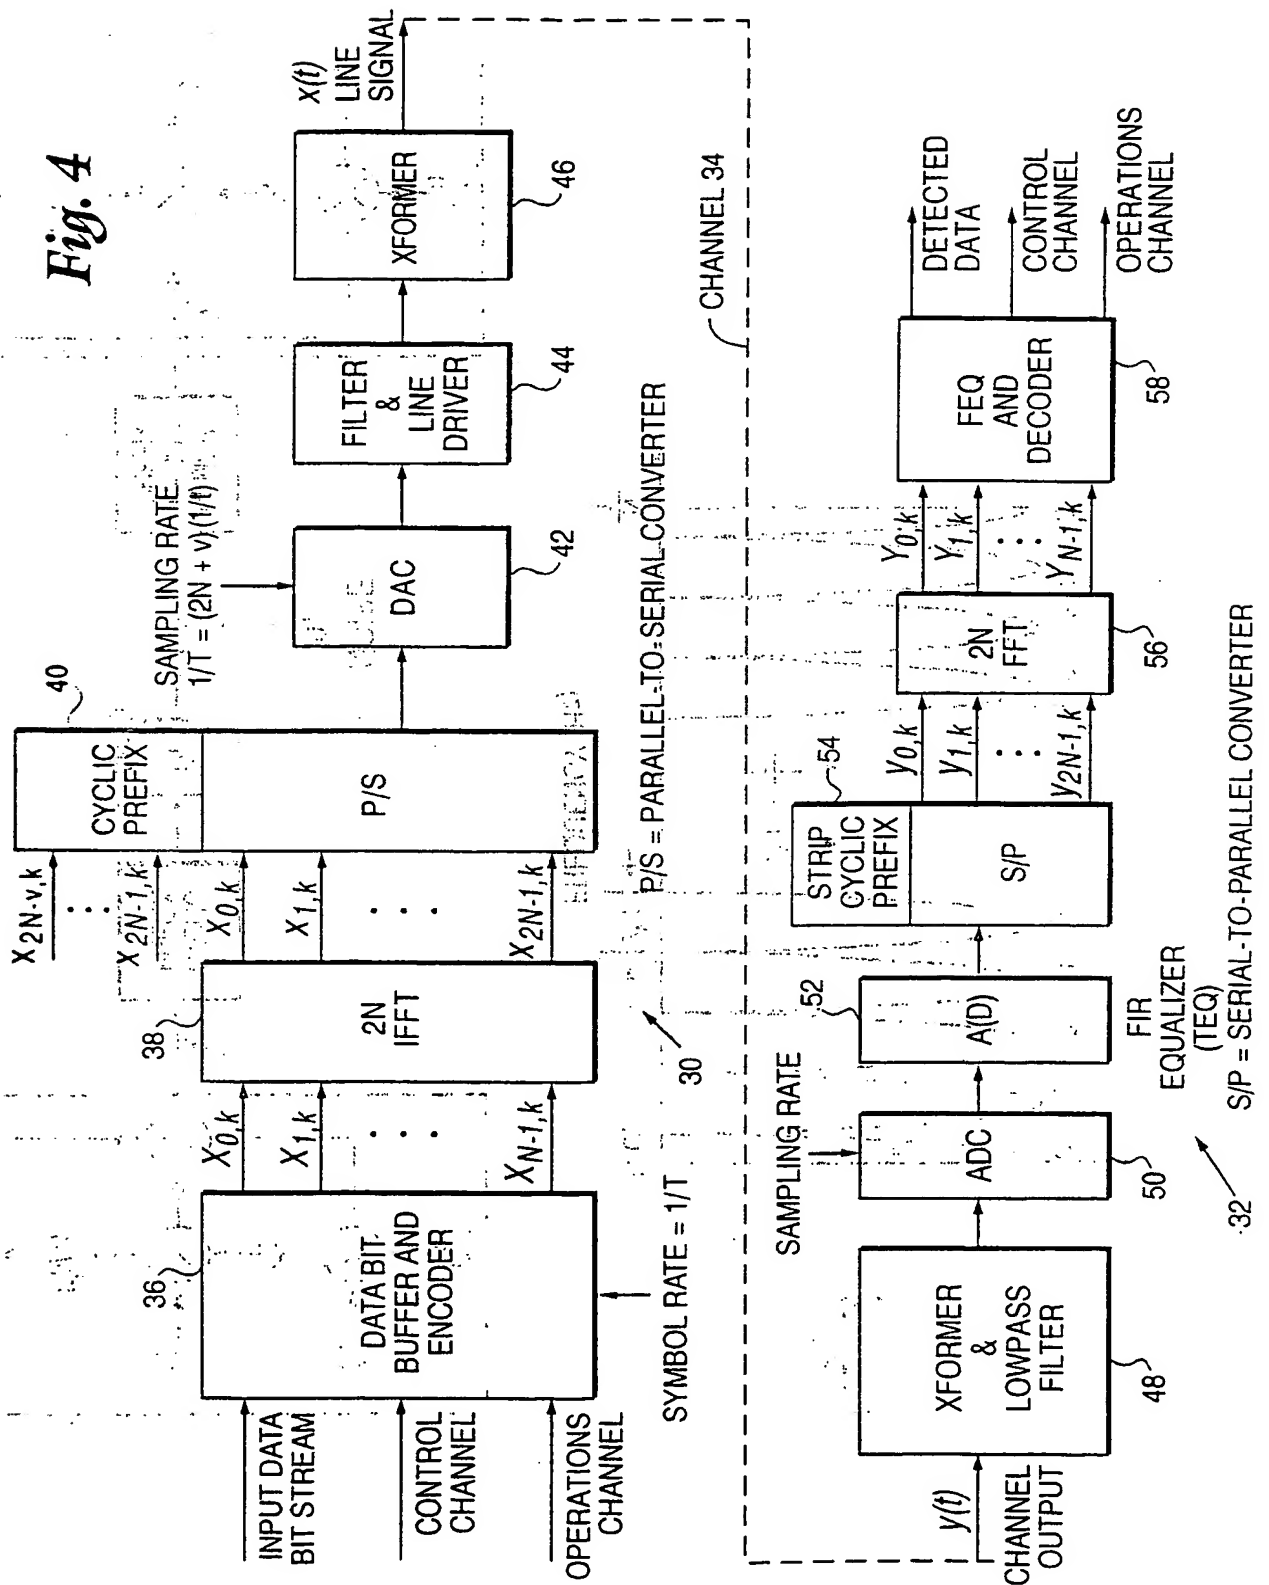 Fig. 4
INPUT DATA
BIT STREAM
CONTROL
CHANNEL
OPERATIONS
CHANNEL
36
DATA BIT
BUFFER AND
ENCODER
SYMBOL RATE = 1/T
X0,k
X1,k
. . .
XN-1,k
38
2N
IFFT
30
X2N-v,k
. . .
X2N-1,k
X0,k
X1,k
. . .
X2N-1,k
40
CYCLIC
PREFIX
P/S
P/S = PARALLEL-TO-SERIAL CONVERTER
SAMPLING RATE
1/T = (2N + v) (1/t)
DAC
42
FILTER
&
LINE
DRIVER
44
XFORMER
46
x(t)
LINE
SIGNAL
CHANNEL 34
y(t)
CHANNEL
OUTPUT
XFORMER
&
LOWPASS
FILTER
48
SAMPLING RATE
ADC
50
52
A(D)
FIR
EQUALIZER
(TEQ)
32
S/P = SERIAL-TO-PARALLEL CONVERTER
54
STRIP
CYCLIC
PREFIX
S/P
y0,k
y1,k
. . .
y2N-1,k
2N
FFT
56
Y0,k
Y1,k
. . .
YN-1,k
FEQ
AND
DECODER
58
DETECTED
DATA
CONTROL
CHANNEL
OPERATIONS
CHANNEL